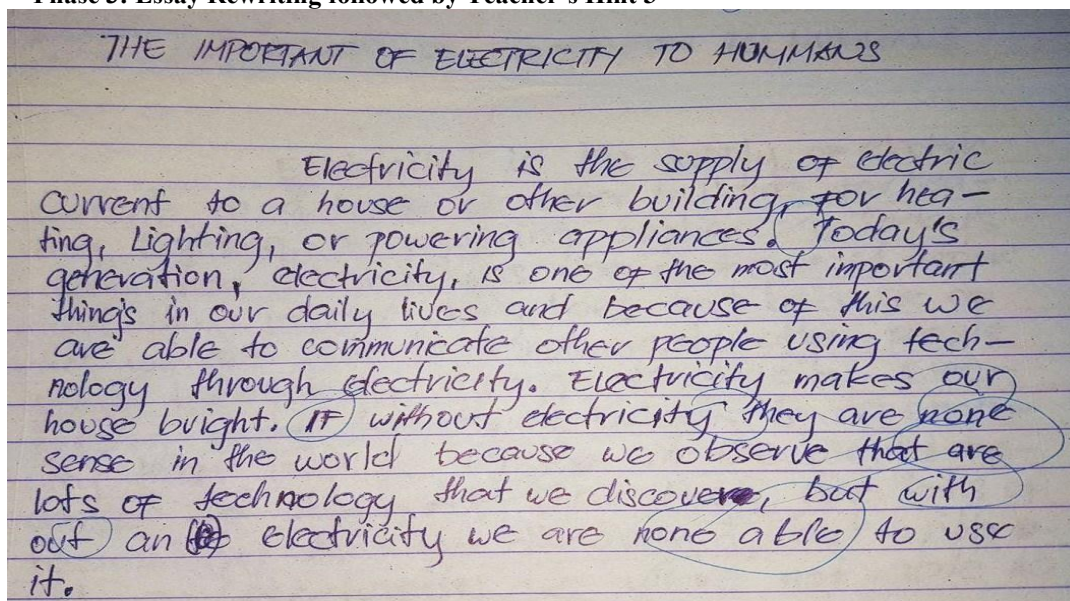 Phase 3: Essay Rewriting followed by Teacher's Hint 3
THE IMPORTANT OF ELECTRICITY TO HUMMANS
Electricity is the supply of electric
current to a house or other building, for hea-
ting, Lighting, or powering appliances. Today's
generation, electricity, is one of the most important
things in our daily lives and because of this we
are able to communicate other people using tech-
nology through electricity. Electricity makes our
house bright. If without electricity they are none
sense in the world because we observe that are
lots of technology that we discover, but with
out an electricity we are none able to use
it.